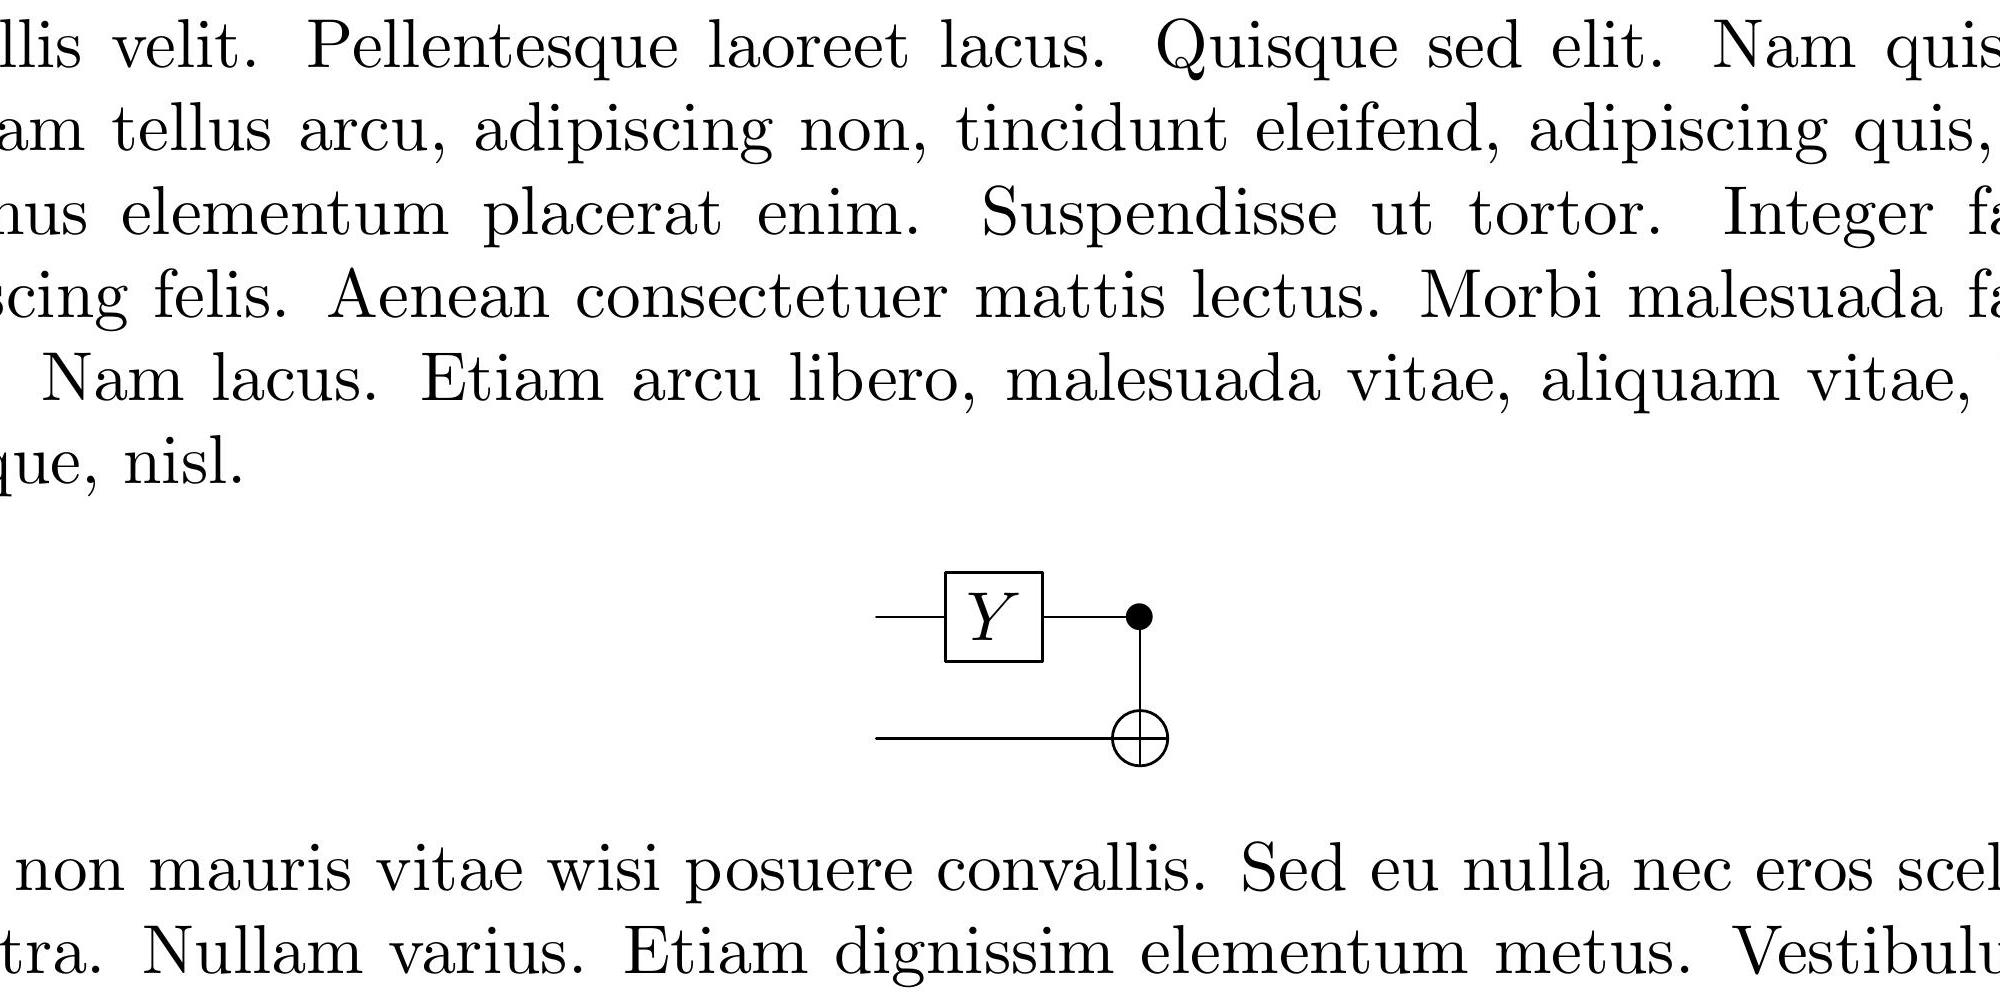 llis velit. Pellentesque laoreet lacus. Quisque sed elit. Nam quis
am tellus arcu, adipiscing non, tincidunt eleifend, adipiscing quis,
nus elementum placerat enim. Suspendisse ut tortor. Integer fa
scing felis. Aenean consectetuer mattis lectus. Morbi malesuada fa
Nam lacus. Etiam arcu libero, malesuada vitae, aliquam vitae,
que, nisl.
Y
non mauris vitae wisi posuere convallis. Sed eu nulla nec eros scel
tra. Nullam varius. Etiam dignissim elementum metus. Vestibulu